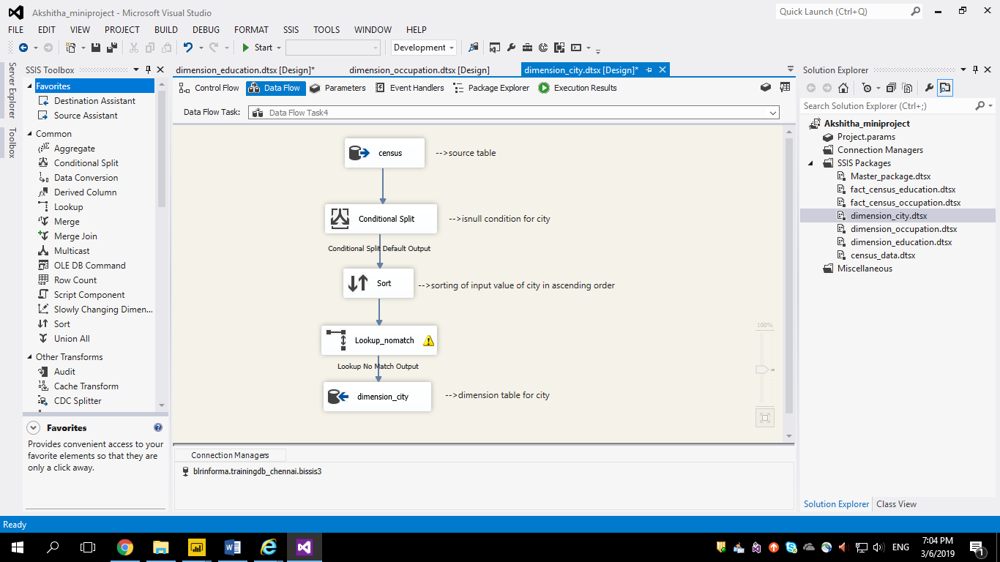 Akshitha_miniproject - Microsoft Visual Studio
Quick Launch (Ctrl+Q)
FILE EDIT VIEW PROJECT BUILD DEBUG FORMAT SSIS TOOLS WINDOW HELP
Start
Development
Server Explorer
Toolbox
SSIS Toolbox
Favorites
Destination Assistant
Source Assistant
Common
Aggregate
Conditional Split
Data Conversion
Derived Column
Lookup
Merge
Merge Join
Multicast
OLE DB Command
Row Count
Script Component
Slowly Changing Dimen...
Sort
Union All
Other Transforms
Audit
Cache Transform
CDC Splitter
Favorites
Provides convenient access to your
favorite elements so that they are
only a click away.
dimension_education.dtsx [Design]* dimension_occupation.dtsx [Design] dimension_city.dtsx [Design]*
Control Flow Data Flow Parameters Event Handlers Package Explorer Execution Results
Data Flow Task: Data Flow Task4
census -->source table
Conditional Split -->isnull condition for city
Conditional Split Default Output
Sort -->sorting of input value of city in ascending order
Lookup_nomatch
Lookup No Match Output
dimension_city -->dimension table for city
100%
Connection Managers
blrinforma.trainingdb_chennai.bissis3
Solution Explorer
Search Solution Explorer (Ctrl+;)
Akshitha_miniproject
Project.params
Connection Managers
SSIS Packages
Master_package.dtsx
fact_census_education.dtsx
fact_census_occupation.dtsx
dimension_city.dtsx
dimension_occupation.dtsx
dimension_education.dtsx
census_data.dtsx
Miscellaneous
Solution Explorer Class View
Ready
ENG
7:04 PM
3/6/2019
1